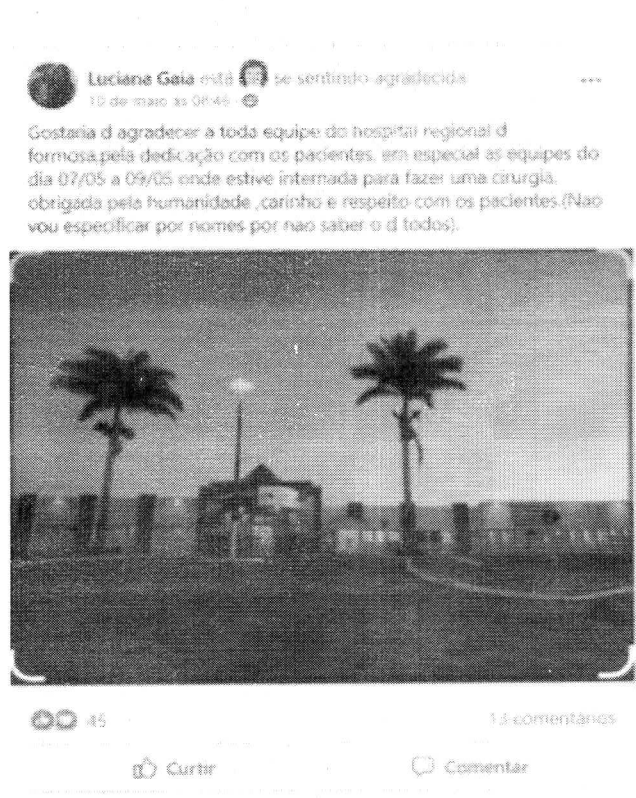 Luciana Gaia está se sentindo agradecida.
10 de maio às 06:46
Gostaria d agradecer a toda equipe do hospital regional d
formosa,pela dedicação com os pacientes, em especial as equipes do
dia 07/05 a 09/05 onde estive internada para fazer uma cirurgia,
obrigada pela humanidade ,carinho e respeito com os pacientes.(Nao
vou especificar por nomes por nao saber o d todos).
45
13 comentários
Curtir
Comentar